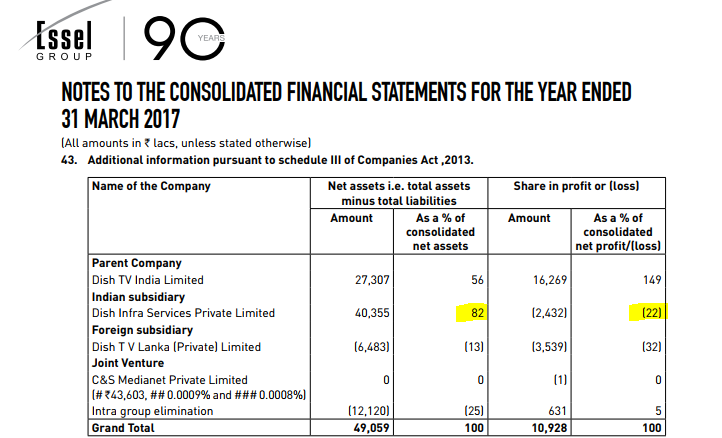 Essel
GROUP
90
YEARS
NOTES TO THE CONSOLIDATED FINANCIAL STATEMENTS FOR THE YEAR ENDED
31 MARCH 2017
(All amounts in ₹ lacs, unless stated otherwise)
43. Additional information pursuant to schedule III of Companies Act ,2013.
Name of the Company Net assets i.e. total assets Share in profit or (loss)
minus total liabilities
Amount As a % of Amount As a % of
consolidated consolidated
net assets net profit/(loss)
Parent Company
Dish TV India Limited 27,307 56 16,269 149
Indian subsidiary
Dish Infra Services Private Limited 40,355 82 (2,432) (22)
Foreign subsidiary
Dish T V Lanka (Private) Limited (6,483) (13) (3,539) (32)
Joint Venture
C&S Medianet Private Limited 0 0 (1) 0
(# ₹43,603, ## 0.0009% and ### 0.0008%)
Intra group elimination (12,120) (25) 631 5
Grand Total 49,059 100 10,928 100